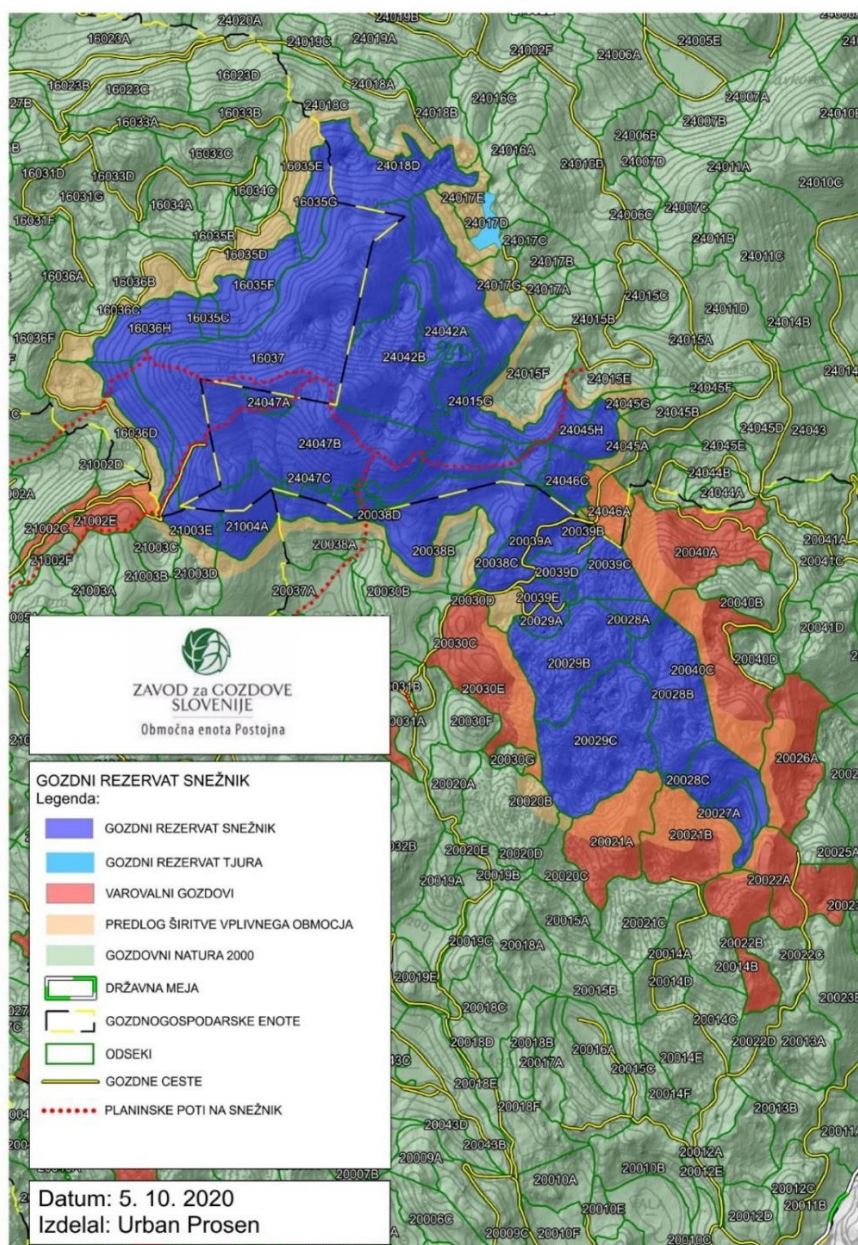 24020A
24019B
24019C
24019A
24002F
24006A
24005E
16023A
16023D
16023B
16023C
24018A
24018C
24018B
24016C
24007A
24007B
16033B
16033A
16033C
24006B
24007D
24016A
24016B
24011A
24010C
16031D
16033D
16031G
16034C
16034A
16035E
24018D
16035G
24017E
24017D
24017C
24006C
24007C
24011B
24011C
16031F
16035B
16035D
24017B
16036A
16036B
16035F
24017G
24017A
24015C
24011D
24014B
16036C
16035C
16036H
24015B
24015A
24042A
16036F
16037
24042B
24015F
24015E
24015G
24045F
24047A
24045G
24045B
16036D
24047B
24045H
24045A
24045D
24043
24045E
21002D
24047C
24046C
24044B
24044A
21002E
21002C
21003E
21004A
20038D
24046A
20039B
20039A
20040A
20041A
20041C
21002F
21003C
21003B
21003D
20038A
20038B
20038C
20039C
20039D
21003A
20037A
20030B
20030D
20039E
20040B
20029A
20028A
20041D
20030C
20029B
20040C
20040D
20030E
20028B
20031A
20030F
20029C
20026A
20030G
20020A
20028C
20020B
20027A
20021A
20021B
20020E
20020D
20025A
20019A
20019B
20020C
20022A
20015A
20021C
20019C
20018A
20022B
20022C
20014A
20014B
20019E
20015B
20014D
20018C
20014C
20018D
20018B
20016A
20022D
20013A
20017A
20014E
20018E
20015C
20018F
20014F
20013B
20043D
20043B
20012A
20009A
20010B
20012E
20007B
20010A
20012C
20011B
20006C
20010E
20012D
20009C
20010F
20010C
ZAVOD za GOZDOVE
SLOVENIJE
Območna enota Postojna
GOZDNI REZERVAT SNEŽNIK
Legenda:
GOZDNI REZERVAT SNEŽNIK
GOZDNI REZERVAT TJURA
VAROVALNI GOZDOVI
PREDLOG ŠIRITVE VPLIVNEGA OBMOCJA
GOZDOVNI NATURA 2000
DRŽAVNA MEJA
GOZDNOGOSPODARSKE ENOTE
ODSEKI
GOZDNE CESTE
PLANINSKE POTI NA SNEŽNIK
Datum: 5. 10. 2020
Izdelal: Urban Prosen